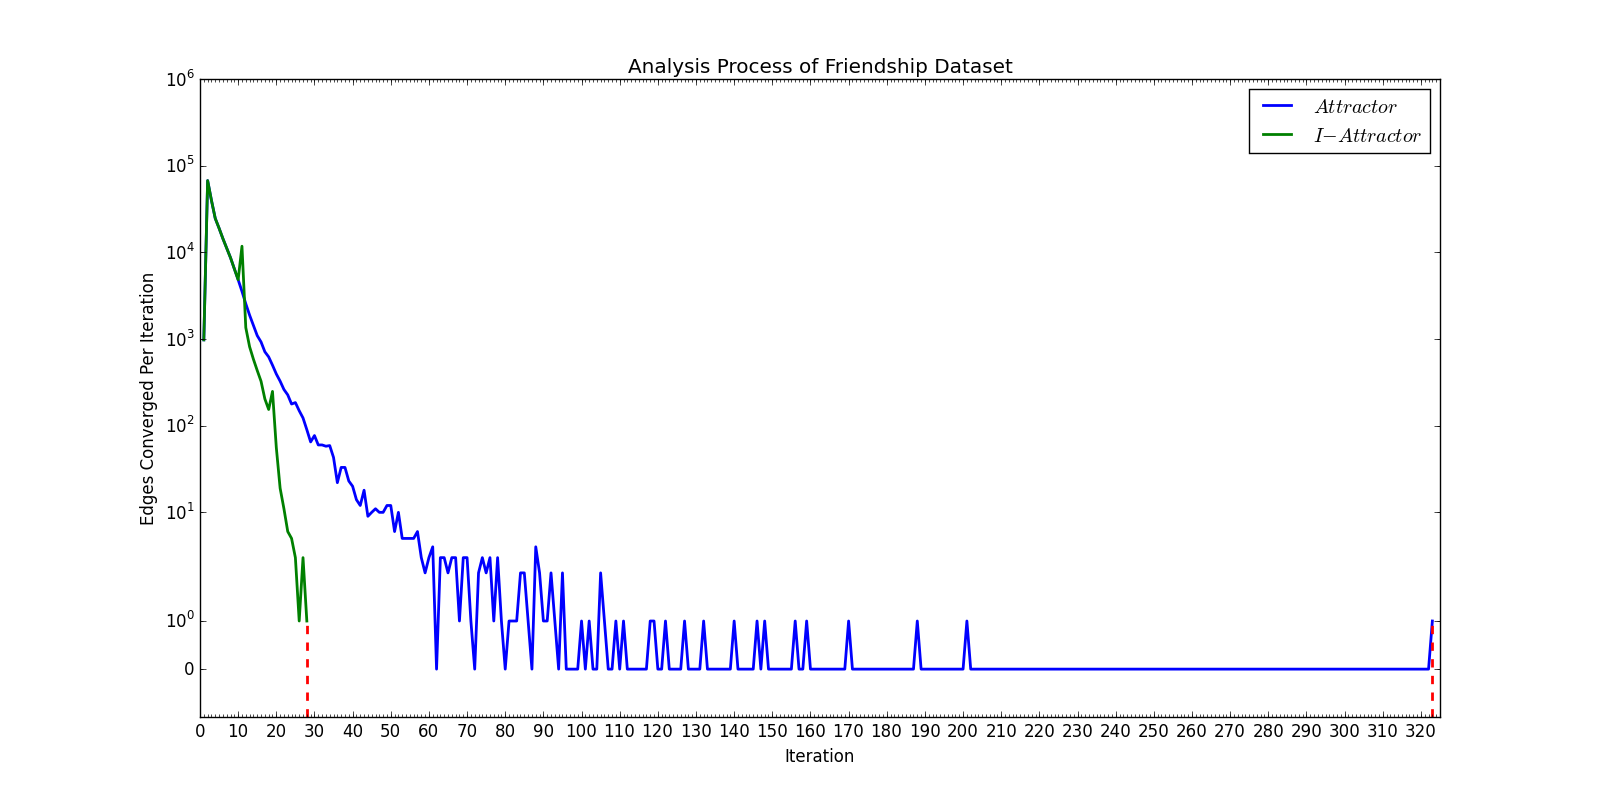 Analysis Process of Friendship Dataset
10^6
10^5
10^4
10^3
10^2
10^1
10^0
0
Edges Converged Per Iteration
Attractor
I−Attractor
0 10 20 30 40 50 60 70 80 90 100 110 120 130 140 150 160 170 180 190 200 210 220 230 240 250 260 270 280 290 300 310 320
Iteration